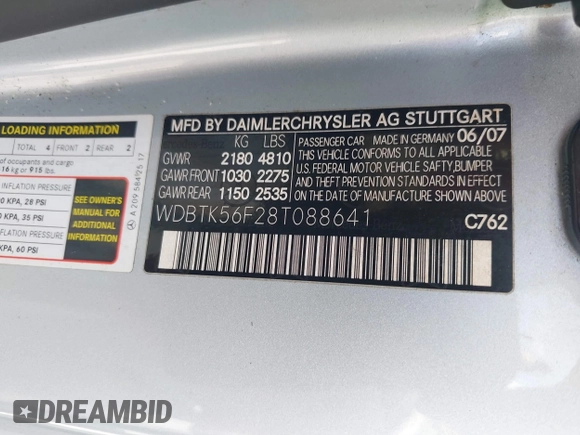 LOADING INFORMATION
TOTAL 4 FRONT 2 REAR 2
of occupants and cargo
kg or 915 lbs.
INFLATION PRESSURE
KPA, 28 PSI
KPA, 35 PSI
INFLATION PRESSURE
KPA, 60 PSI
SEE OWNER'S
MANUAL FOR
ADDITIONAL
INFORMATION
A 209 584 25 17
MFD BY DAIMLERCHRYSLER AG STUTTGART
KG LBS
GVWR 2180 4810
GAWR FRONT 1030 2275
GAWR REAR 1150 2535
PASSENGER CAR MADE IN GERMANY 06/07
THIS VEHICLE CONFORMS TO ALL APPLICABLE
U.S. FEDERAL MOTOR VEHICLE SAFETY, BUMPER
AND THEFT PREVENTION STANDARDS IN EFFECT
ON THE DATE OF MANUFACTURE SHOWN ABOVE.
WDBTK56F28T088641
C762
DREAMBID